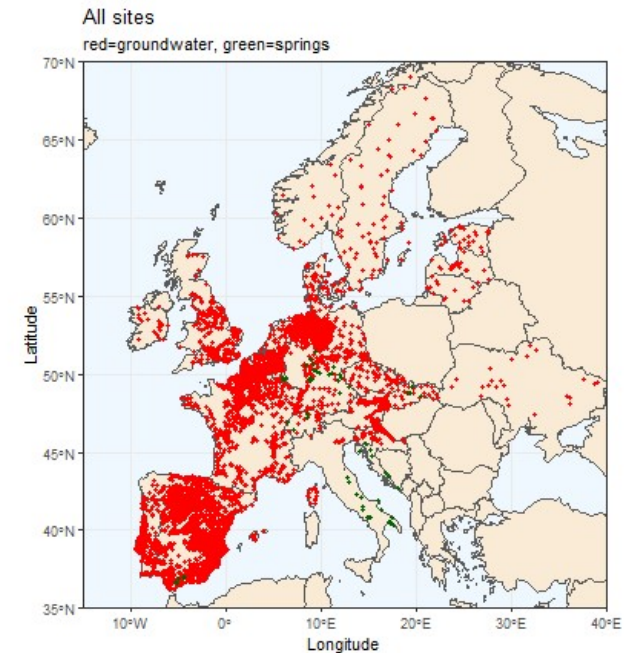 All sites
red=groundwater, green=springs
70°N
65°N
60°N
55°N
50°N
45°N
40°N
35°N
Latitude
10°W
0°
10°E
20°E
30°E
40°E
Longitude